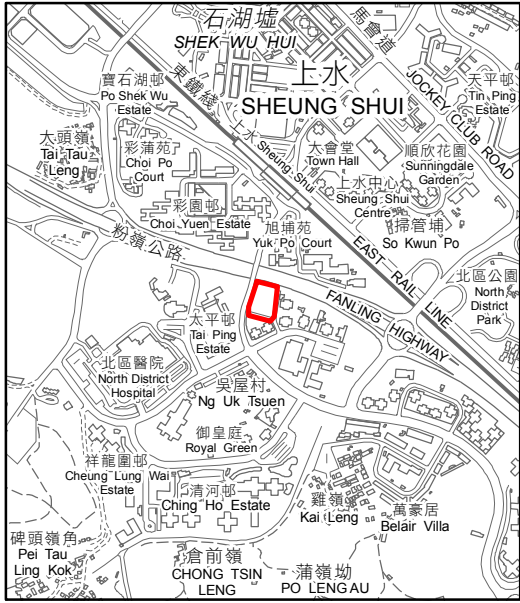 石湖墟
SHEK WU HUI
馬會道
JOCKEY CLUB ROAD
寶石湖邨
Po Shek Wu
Estate
東鐵綫
上水
SHEUNG SHUI
天平邨
Tin Ping
Estate
大頭嶺
Tai Tau
Leng
彩蒲苑
Choi Po
Court
上水 Sheung Shui
大會堂
Town Hall
順欣花園
Sunningdale
Garden
彩園邨
Choi Yuen Estate
上水中心
Sheung Shui
Centre
掃管埔
So Kwun Po
粉嶺公路
旭埔苑
Yuk Po Court
EAST RAIL LINE
北區公園
North
District
Park
FANLING HIGHWAY
太平邨
Tai Ping
Estate
北區醫院
North District
Hospital
吳屋村
Ng Uk Tsuen
御皇庭
Royal Green
祥龍圍邨
Cheung Lung Wai
Estate
清河邨
Ching Ho Estate
雞嶺
Kai Leng
萬豪居
Belair Villa
碑頭嶺角
Pei Tau
Ling Kok
倉前嶺
CHONG TSIN
LENG
蒲嶺坳
PO LENG AU